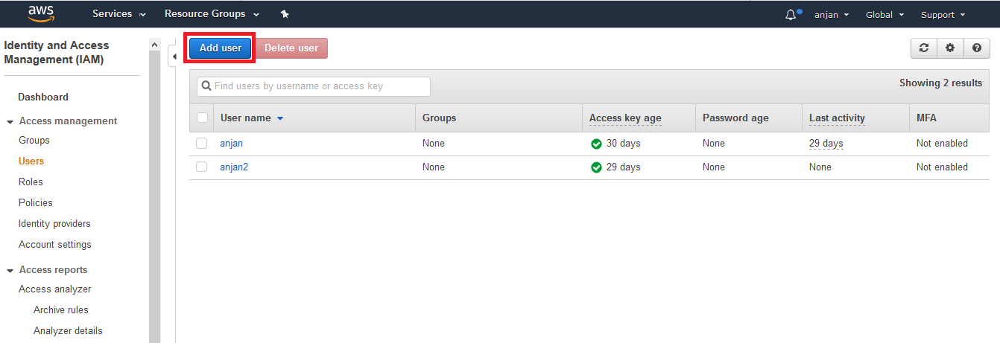 aws Services Resource Groups anjan Global Support
Identity and Access
Management (IAM)
Dashboard
Access management
Groups
Users
Roles
Policies
Identity providers
Account settings
Access reports
Access analyzer
Archive rules
Analyzer details
Add user Delete user
Find users by username or access key Showing 2 results
User name Groups Access key age Password age Last activity MFA
anjan None 30 days None 29 days Not enabled
anjan2 None 29 days None None Not enabled